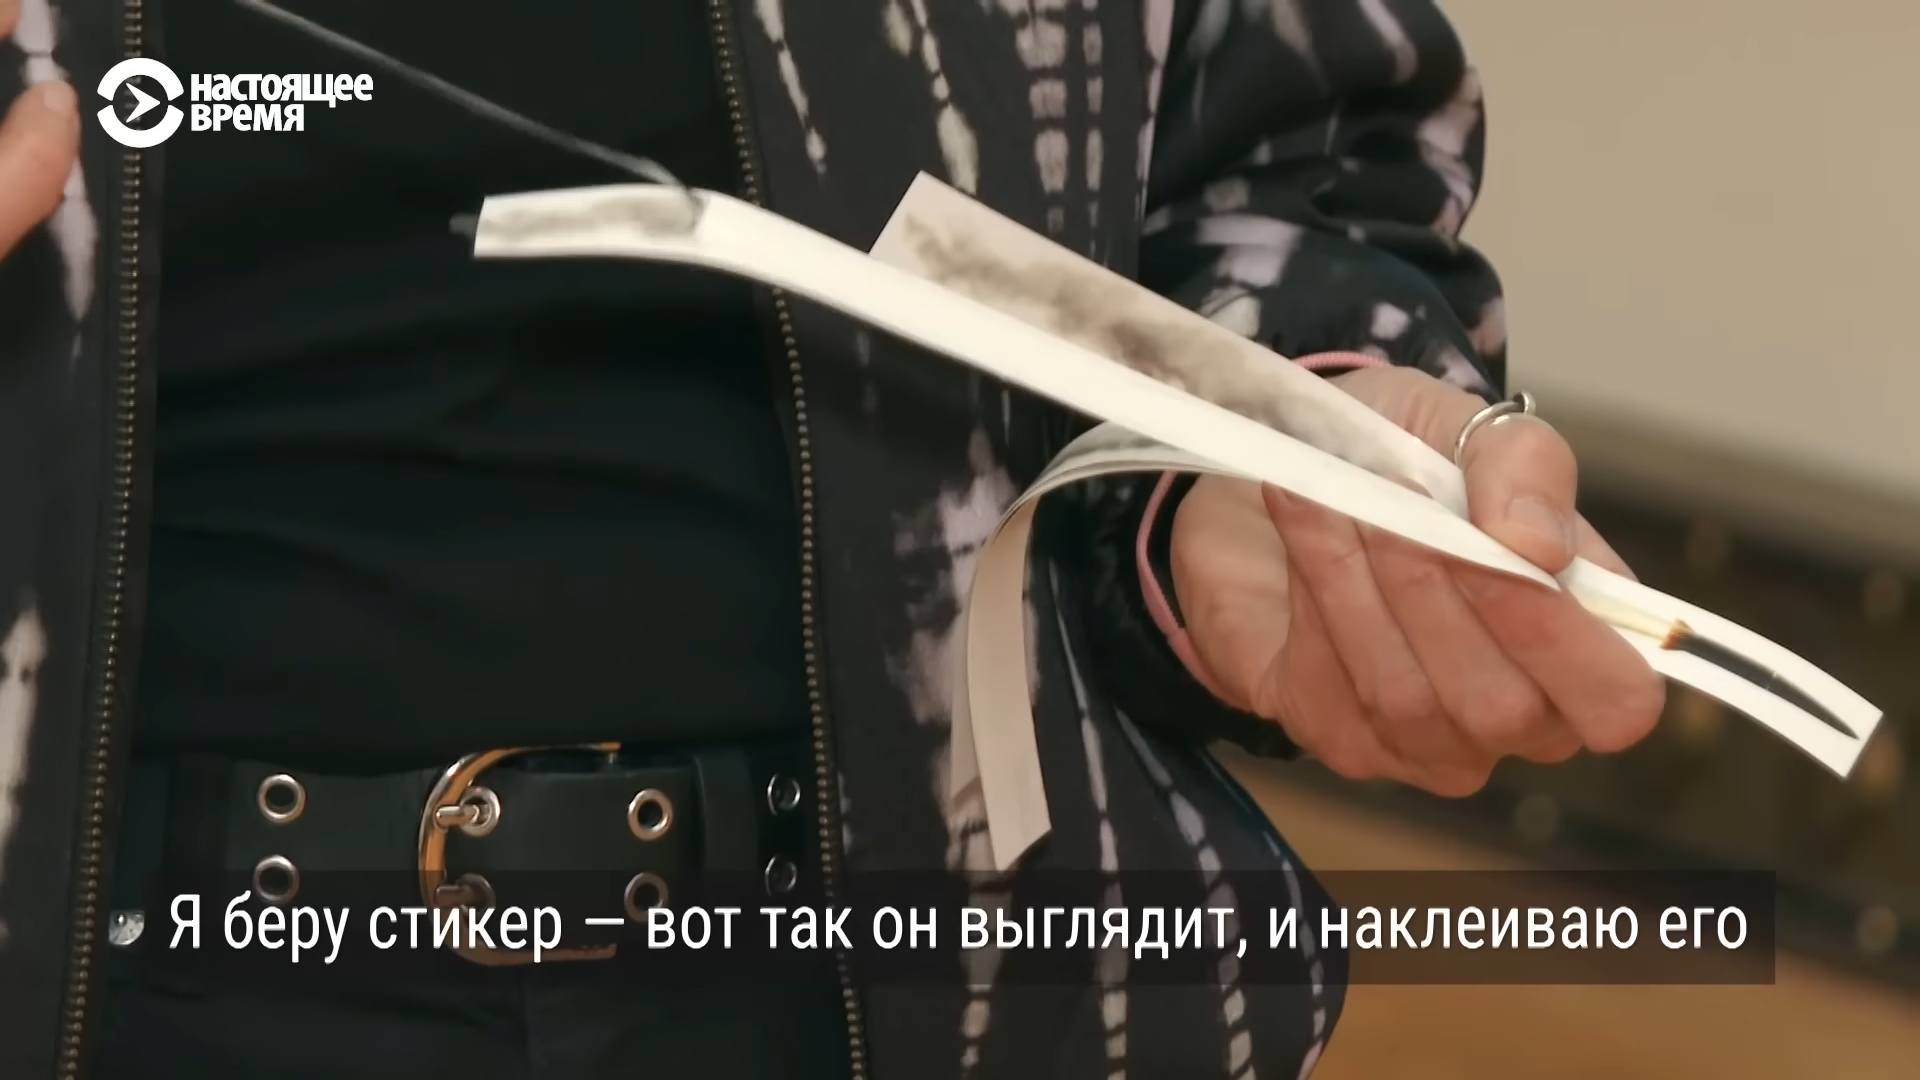 НАСТОЯЩЕЕ
ВРЕМЯ
Я беру стикер — вот так он выглядит, и наклеиваю его